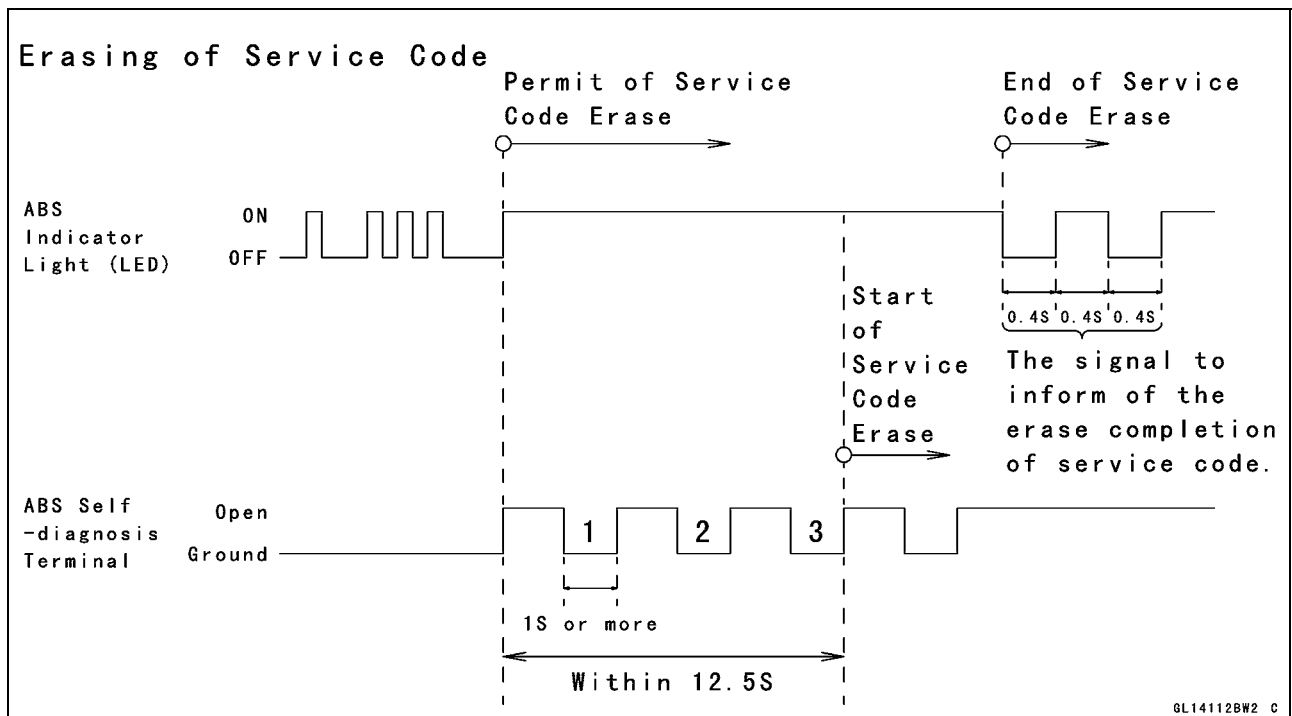 Erasing of Service Code
Permit of Service
Code Erase
End of Service
Code Erase
ABS
Indicator
Light (LED)
ON
OFF
Start
of
Service
Code
Erase
0.4S 0.4S 0.4S
The signal to
inform of the
erase completion
of service code.
ABS Self
-diagnosis
Terminal
Open
Ground
1 2 3
1S or more
Within 12.5S
GL14112BW2 C